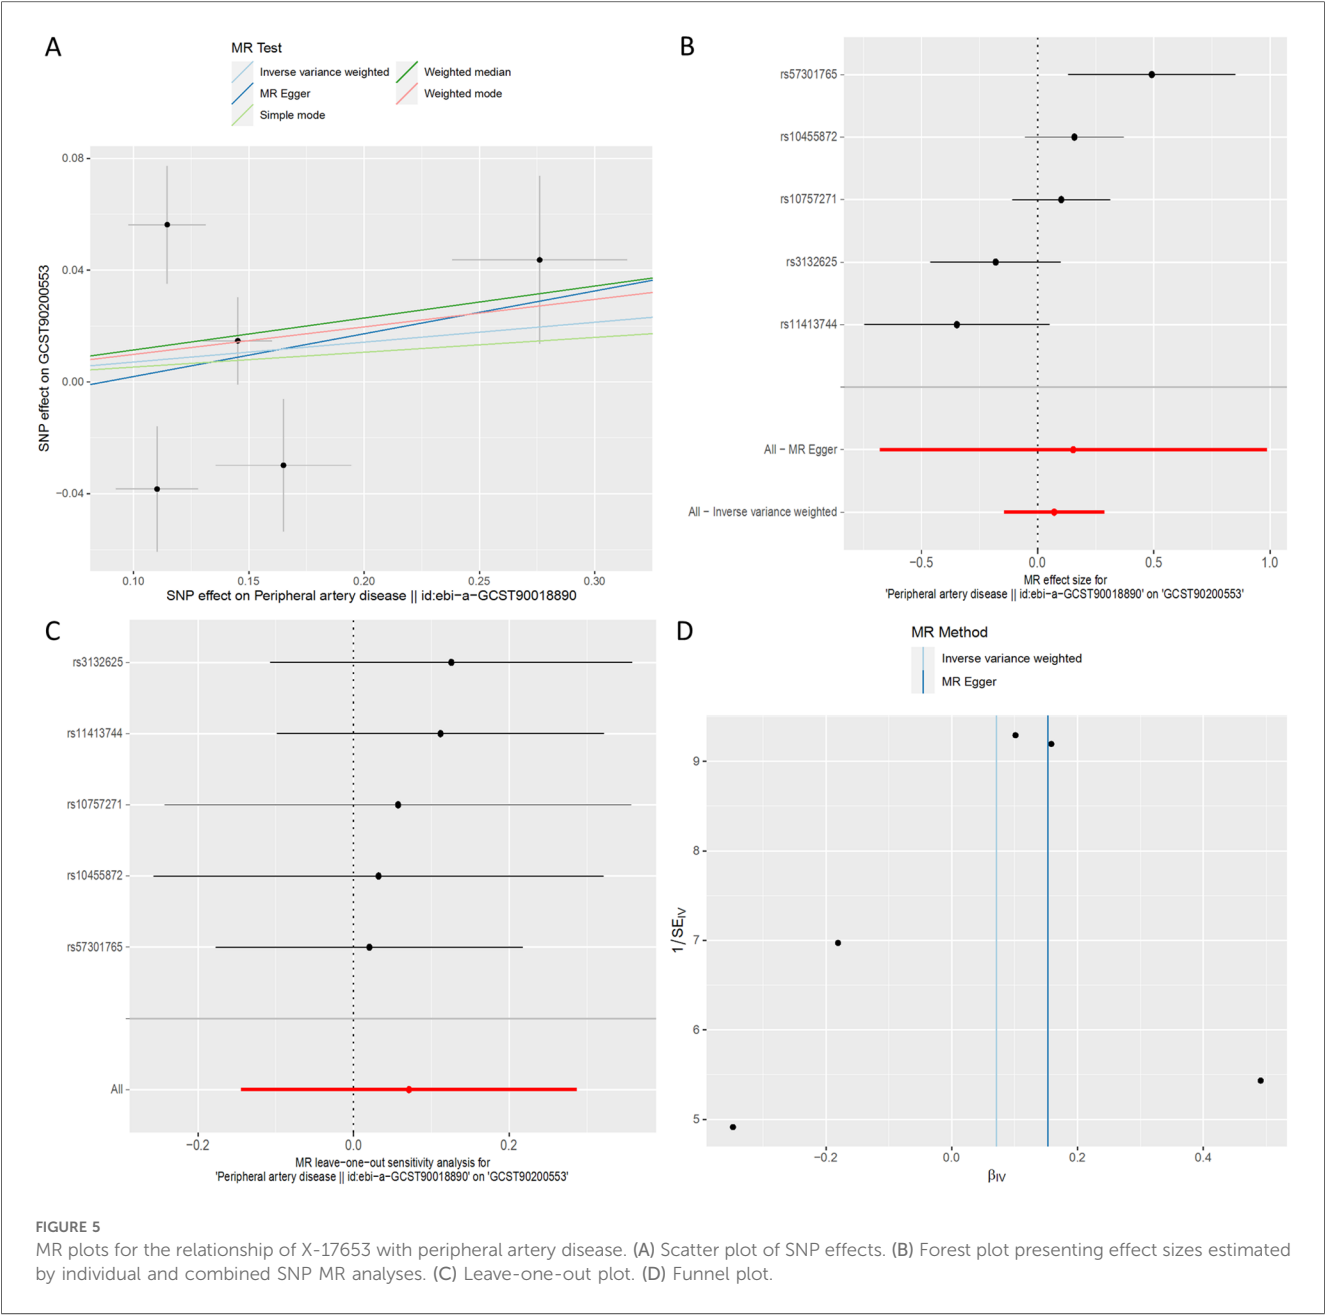 A
MR Test
Inverse variance weighted
Weighted median
MR Egger
Weighted mode
Simple mode
0.08
0.04
0.00
−0.04
SNP effect on GCST90200553
0.10
0.15
0.20
0.25
0.30
SNP effect on Peripheral artery disease || id:ebi−a−GCST90018890
B
rs57301765
rs10455872
rs10757271
rs3132625
rs11413744
All − MR Egger
All − Inverse variance weighted
−0.5
0.0
0.5
1.0
MR effect size for
'Peripheral artery disease || id:ebi−a−GCST90018890' on 'GCST90200553'
C
rs3132625
rs11413744
rs10757271
rs10455872
rs57301765
All
−0.2
0.0
0.2
MR leave−one−out sensitivity analysis for
'Peripheral artery disease || id:ebi−a−GCST90018890' on 'GCST90200553'
D
MR Method
Inverse variance weighted
MR Egger
9
8
7
6
5
1/SEIV
−0.2
0.0
0.2
0.4
βIV
FIGURE 5
MR plots for the relationship of X-17653 with peripheral artery disease. (A) Scatter plot of SNP effects. (B) Forest plot presenting effect sizes estimated
by individual and combined SNP MR analyses. (C) Leave-one-out plot. (D) Funnel plot.